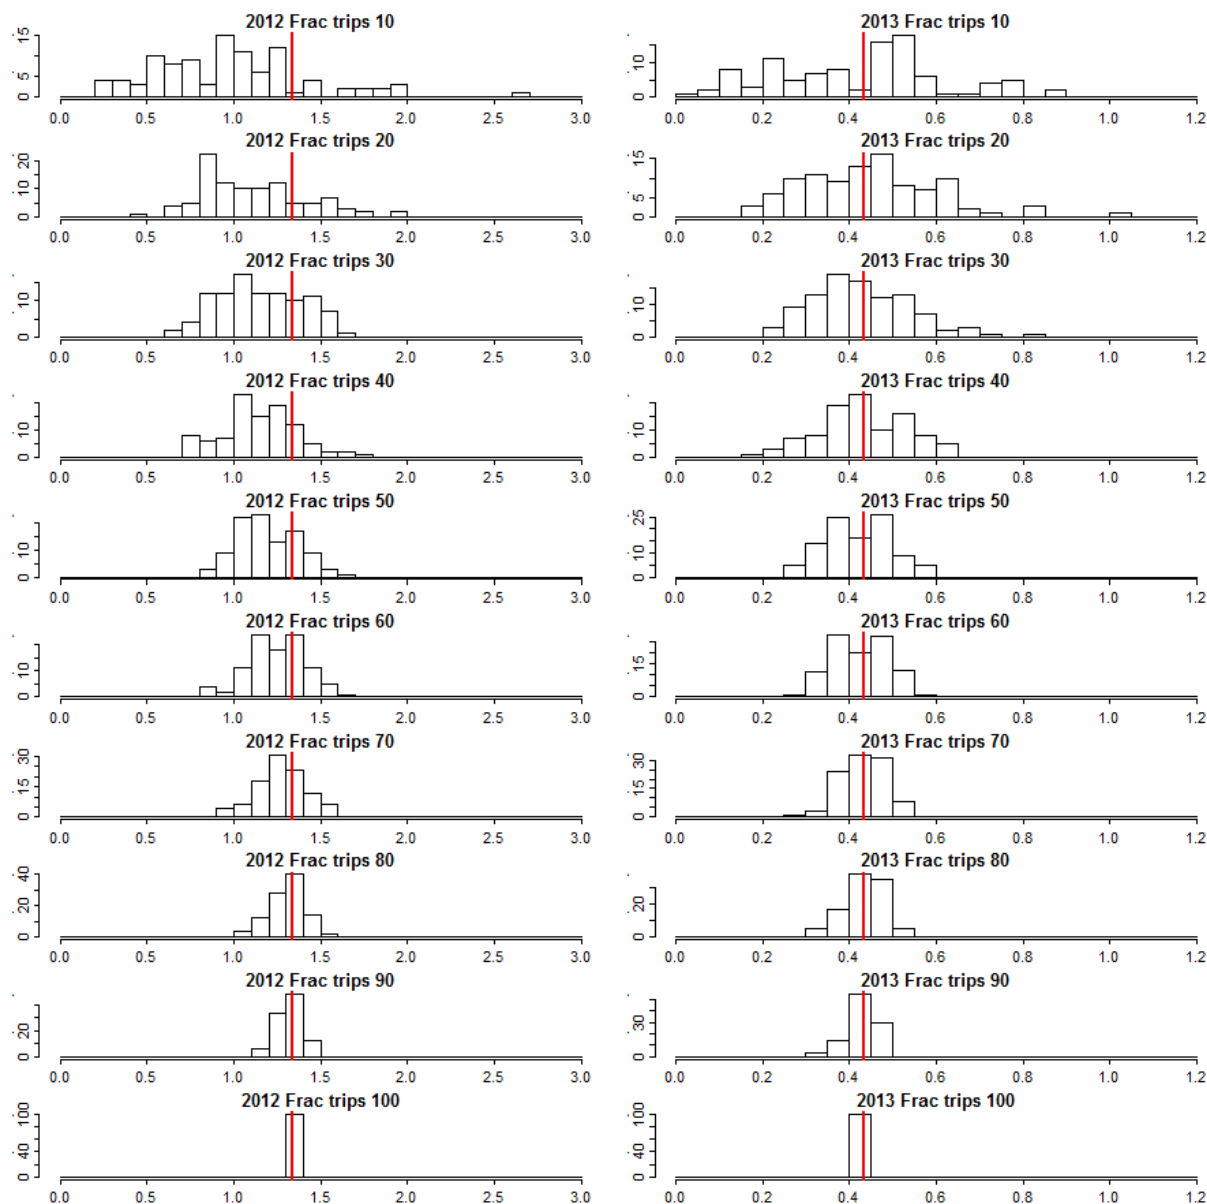 2012 Frac trips 10
0 5 15
0.0 0.5 1.0 1.5 2.0 2.5 3.0
2013 Frac trips 10
0 10
0.0 0.2 0.4 0.6 0.8 1.0 1.2
2012 Frac trips 20
0 10 20
0.0 0.5 1.0 1.5 2.0 2.5 3.0
2013 Frac trips 20
0 5 15
0.0 0.2 0.4 0.6 0.8 1.0 1.2
2012 Frac trips 30
0 10
0.0 0.5 1.0 1.5 2.0 2.5 3.0
2013 Frac trips 30
0 10
0.0 0.2 0.4 0.6 0.8 1.0 1.2
2012 Frac trips 40
0 10
0.0 0.5 1.0 1.5 2.0 2.5 3.0
2013 Frac trips 40
0 10
0.0 0.2 0.4 0.6 0.8 1.0 1.2
2012 Frac trips 50
0 10
0.0 0.5 1.0 1.5 2.0 2.5 3.0
2013 Frac trips 50
0 10 25
0.0 0.2 0.4 0.6 0.8 1.0 1.2
2012 Frac trips 60
0 10
0.0 0.5 1.0 1.5 2.0 2.5 3.0
2013 Frac trips 60
0 15
0.0 0.2 0.4 0.6 0.8 1.0 1.2
2012 Frac trips 70
0 15 30
0.0 0.5 1.0 1.5 2.0 2.5 3.0
2013 Frac trips 70
0 15 30
0.0 0.2 0.4 0.6 0.8 1.0 1.2
2012 Frac trips 80
0 20 40
0.0 0.5 1.0 1.5 2.0 2.5 3.0
2013 Frac trips 80
0 20
0.0 0.2 0.4 0.6 0.8 1.0 1.2
2012 Frac trips 90
0 20
0.0 0.5 1.0 1.5 2.0 2.5 3.0
2013 Frac trips 90
0 30
0.0 0.2 0.4 0.6 0.8 1.0 1.2
2012 Frac trips 100
0 40 100
0.0 0.5 1.0 1.5 2.0 2.5 3.0
2013 Frac trips 100
0 40 100
0.0 0.2 0.4 0.6 0.8 1.0 1.2